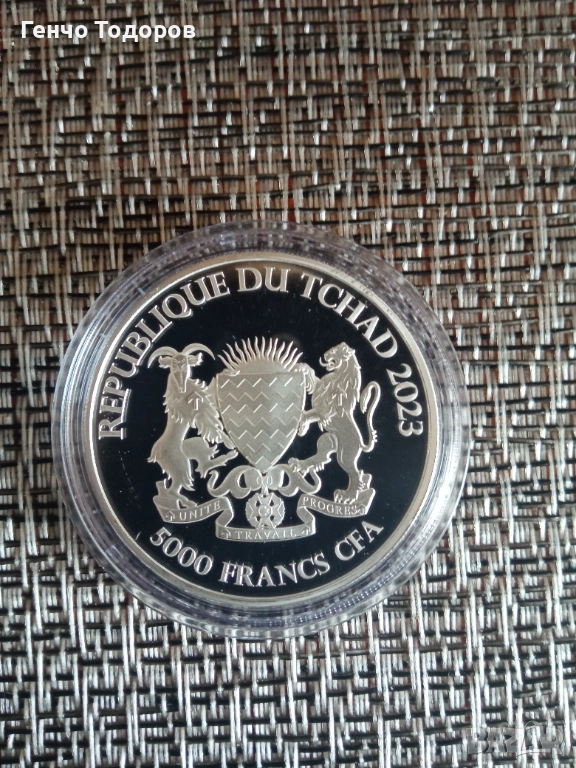 Генчо Тодоров
REPUBLIQUE DU TCHAD 2023
UNITE TRAVAIL PROGRES
5000 FRANCS CFA